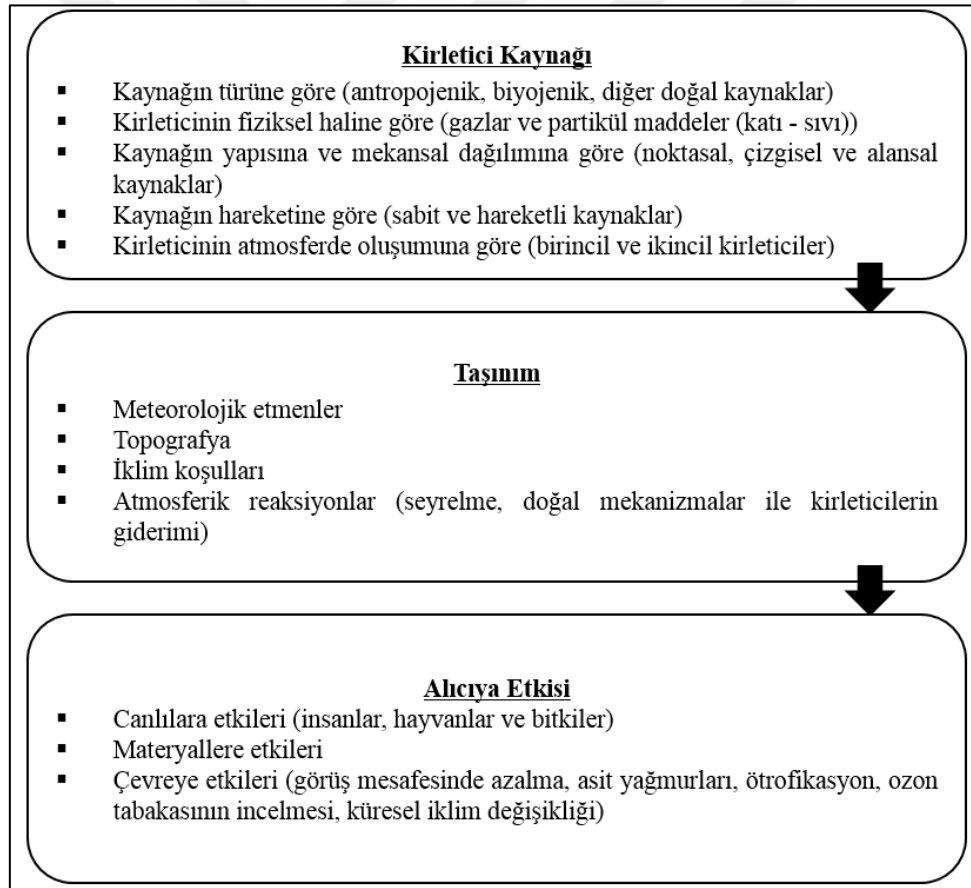 Kirletici Kaynağı
▪ Kaynağın türüne göre (antropojenik, biyojenik, diğer doğal kaynaklar)
▪ Kirleticinin fiziksel haline göre (gazlar ve partikül maddeler (katı - sıvı))
▪ Kaynağın yapısına ve mekansal dağılımına göre (noktasal, çizgisel ve alansal
kaynaklar)
▪ Kaynağın hareketine göre (sabit ve hareketli kaynaklar)
▪ Kirleticinin atmosferde oluşumuna göre (birincil ve ikincil kirleticiler)
Taşınım
▪ Meteorolojik etmenler
▪ Topografya
▪ İklim koşulları
▪ Atmosferik reaksiyonlar (seyrelme, doğal mekanizmalar ile kirleticilerin
giderimi)
Alıcıya Etkisi
▪ Canlılara etkileri (insanlar, hayvanlar ve bitkiler)
▪ Materyallere etkileri
▪ Çevreye etkileri (görüş mesafesinde azalma, asit yağmurları, ötrofikasyon, ozon
tabakasının incelmesi, küresel iklim değişikliği)